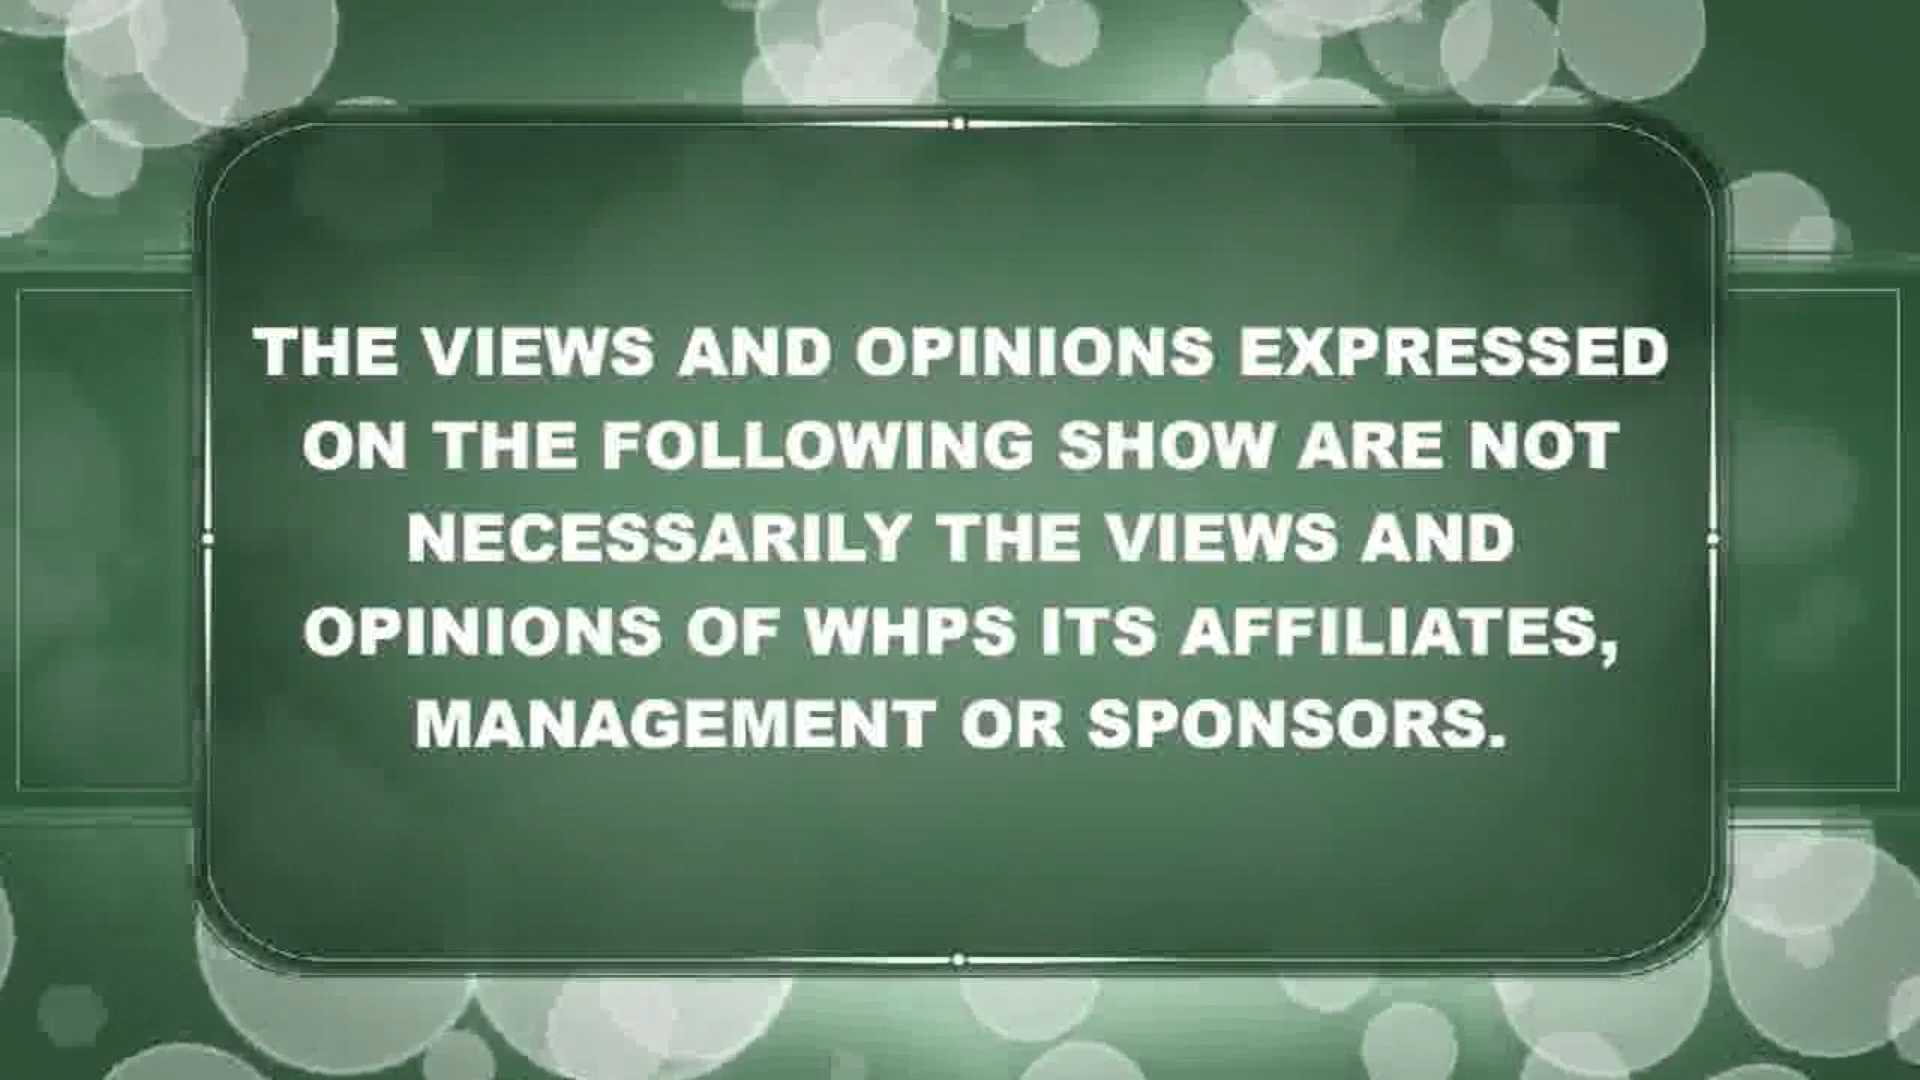 THE VIEWS AND OPINIONS EXPRESSED
ON THE FOLLOWING SHOW ARE NOT
NECESSARILY THE VIEWS AND
OPINIONS OF WHPS ITS AFFILIATES,
MANAGEMENT OR SPONSORS.